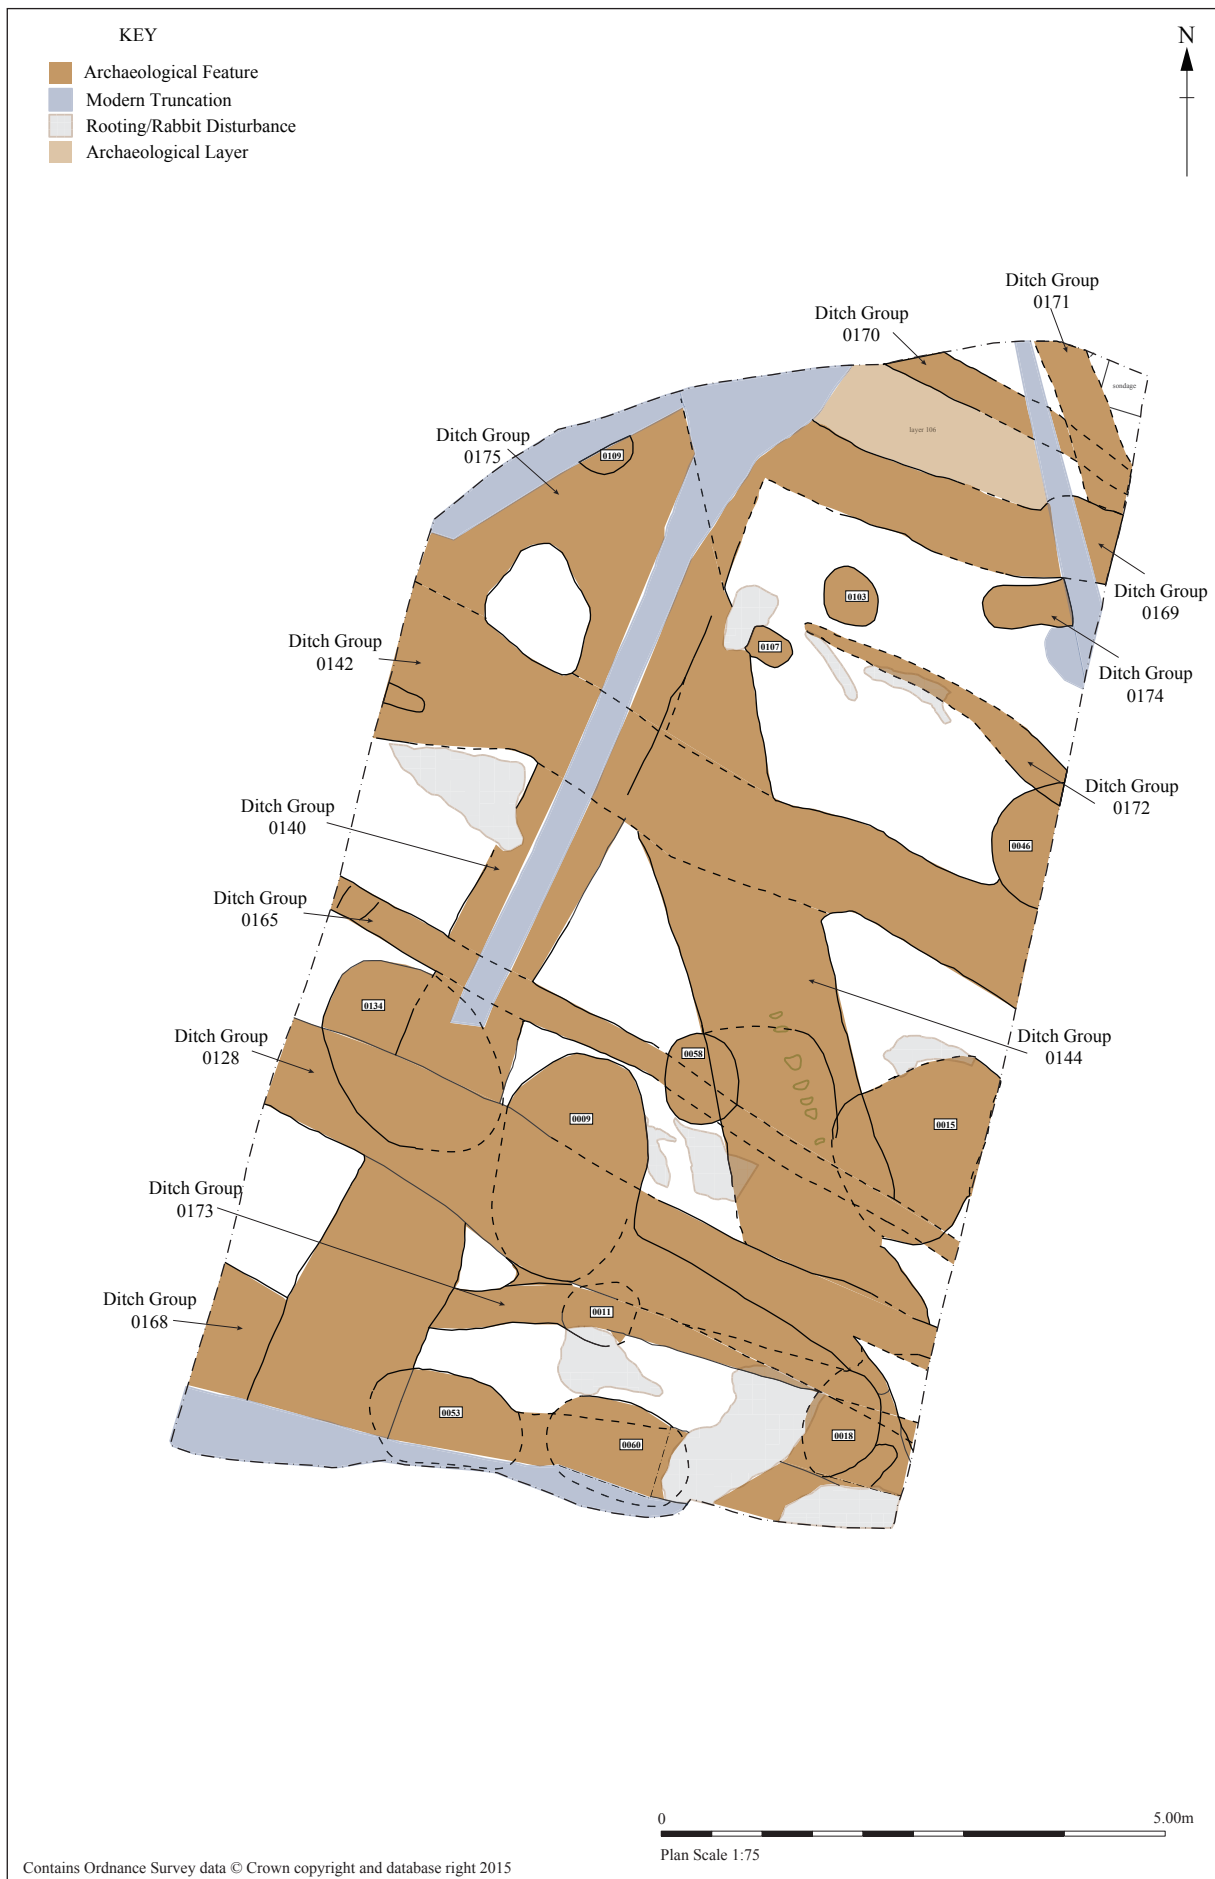 KEY
Archaeological Feature
Modern Truncation
Rooting/Rabbit Disturbance
Archaeological Layer
N
Ditch Group
0171
Ditch Group
0170
sondage
layer 106
Ditch Group
0175
0109
0103
Ditch Group
0169
Ditch Group
0142
0107
Ditch Group
0174
Ditch Group
0172
Ditch Group
0140
0046
Ditch Group
0165
0134
Ditch Group
0128
0058
Ditch Group
0144
0009
0015
Ditch Group
0173
Ditch Group
0168
0011
0053
0060
0018
0
5.00m
Plan Scale 1:75
Contains Ordnance Survey data © Crown copyright and database right 2015